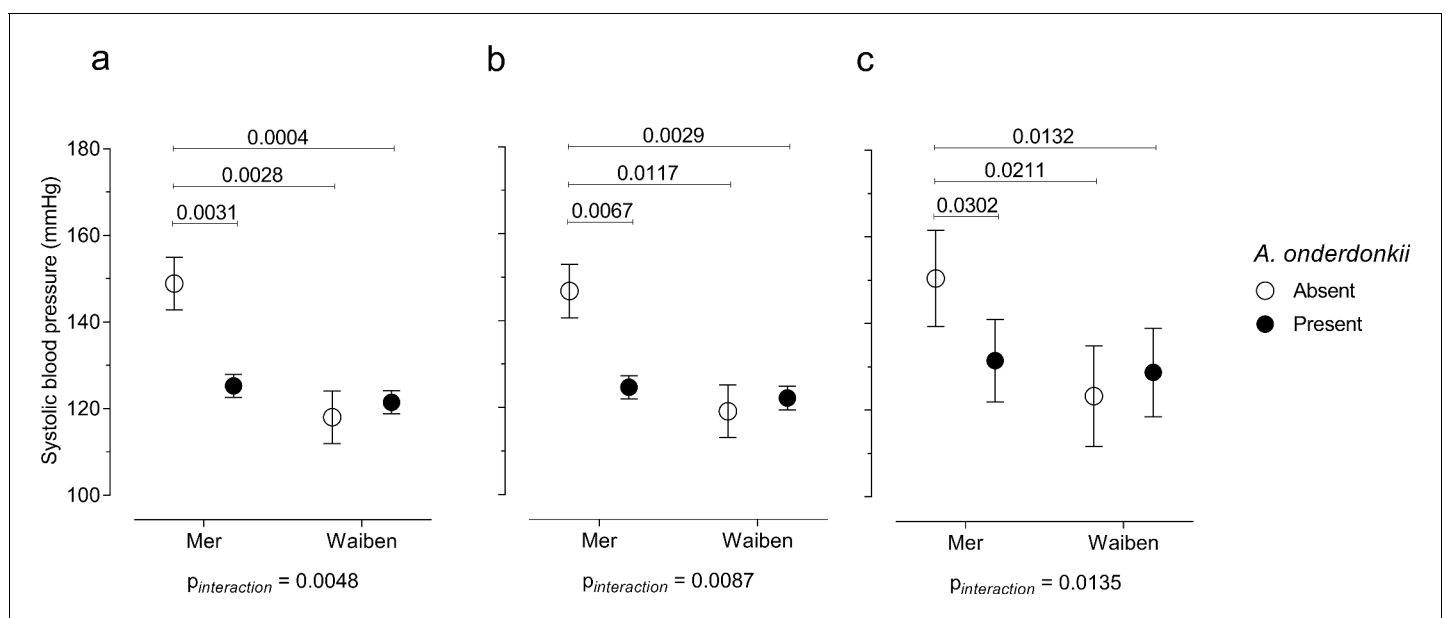 a
b
c
Systolic blood pressure (mmHg)
180
160
140
120
100
0.0004
0.0028
0.0031
Mer
Waiben
pinteraction = 0.0048
0.0029
0.0117
0.0067
Mer
Waiben
pinteraction = 0.0087
0.0132
0.0211
0.0302
Mer
Waiben
pinteraction = 0.0135
A. onderdonkii
Absent
Present